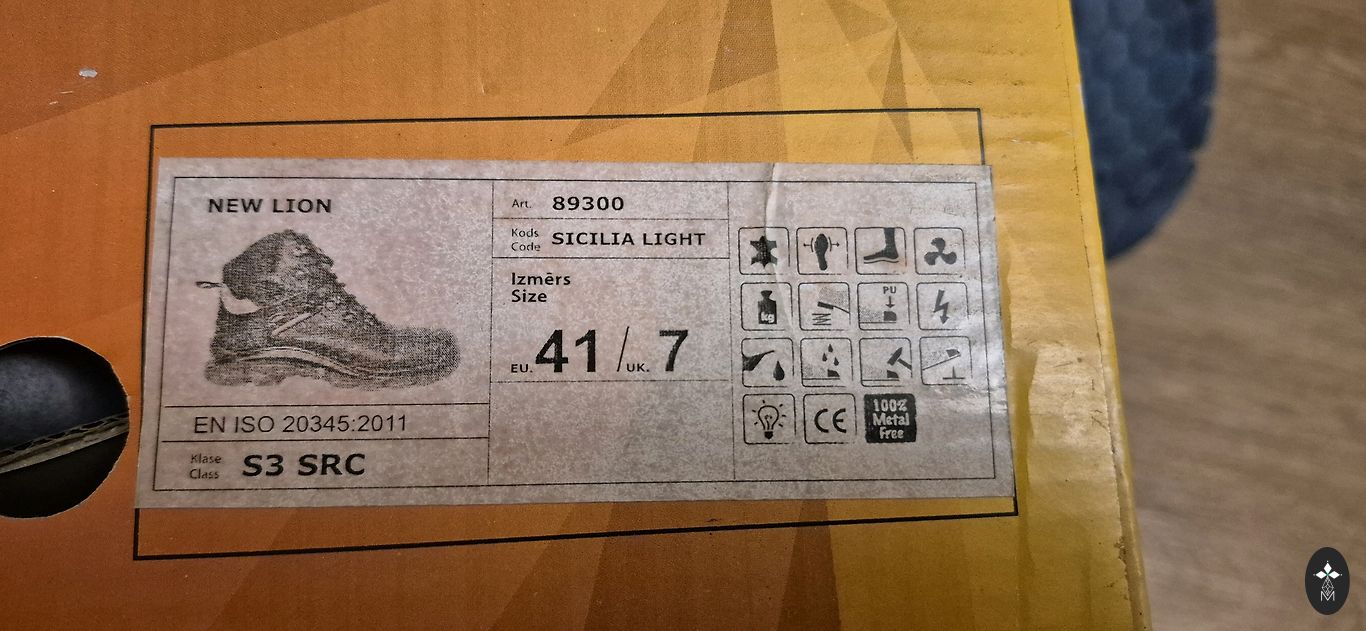 NEW LION
EN ISO 20345:2011
Klase
Class S3 SRC
Art. 89300
Kods
Code SICILIA LIGHT
Izmērs
Size
EU. 41 / UK. 7
PU
kg
CE
100%
Metal
Free
M